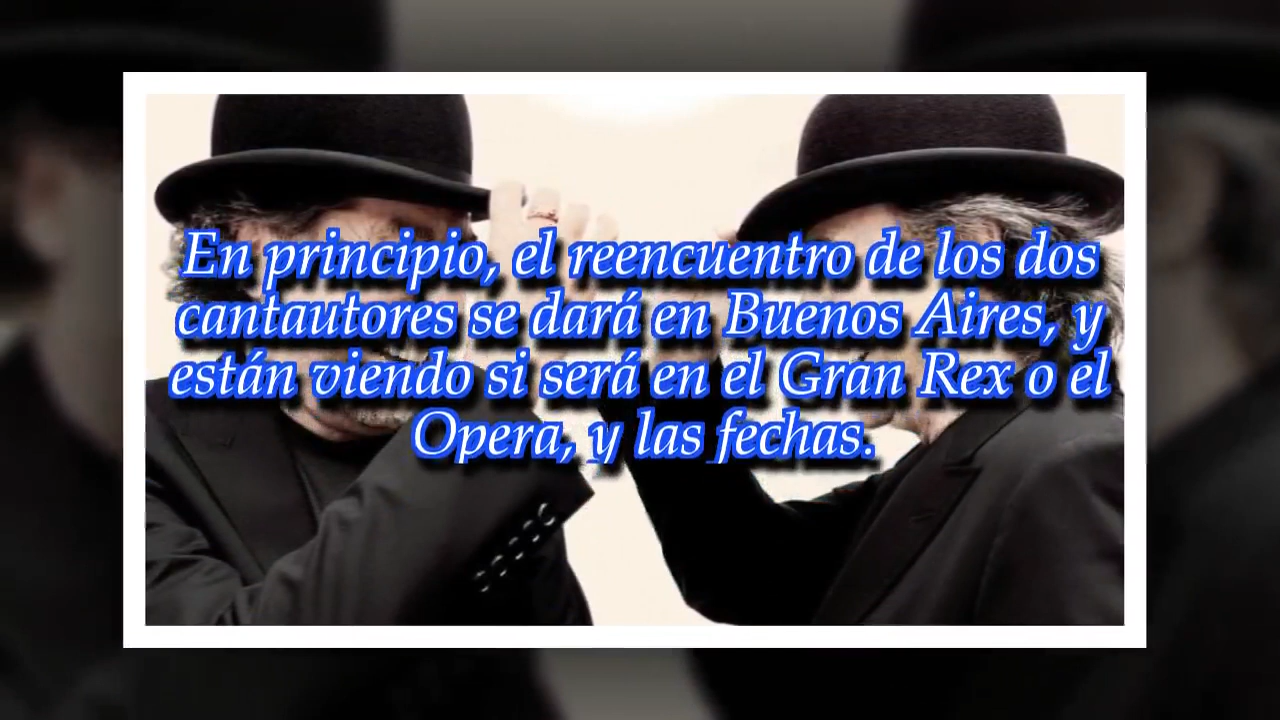 En principio, el reencuentro de los dos
cantautores se dará en Buenos Aires, y
están viendo si será en el Gran Rex o el
Opera, y las fechas.